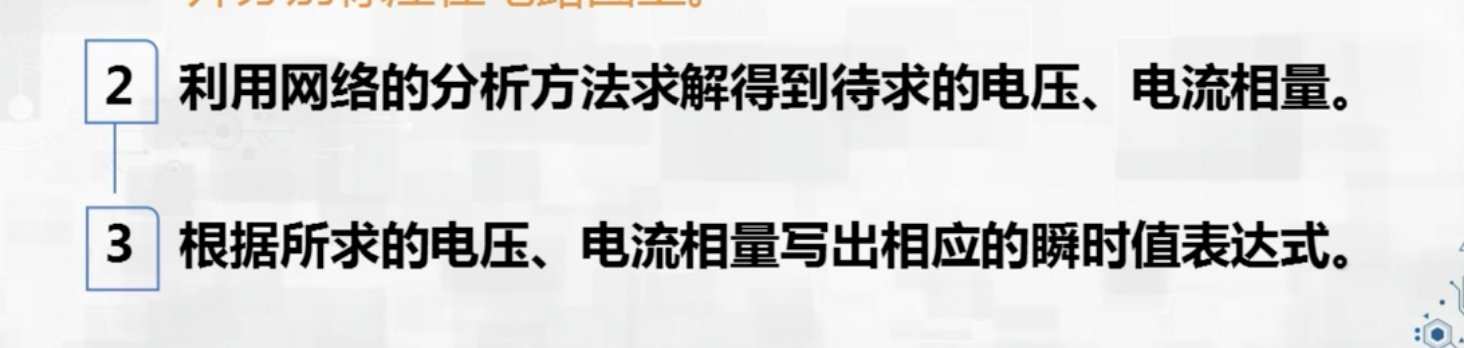 2 利用网络的分析方法求解得到待求的电压、电流相量。
3 根据所求的电压、电流相量写出相应的瞬时值表达式。